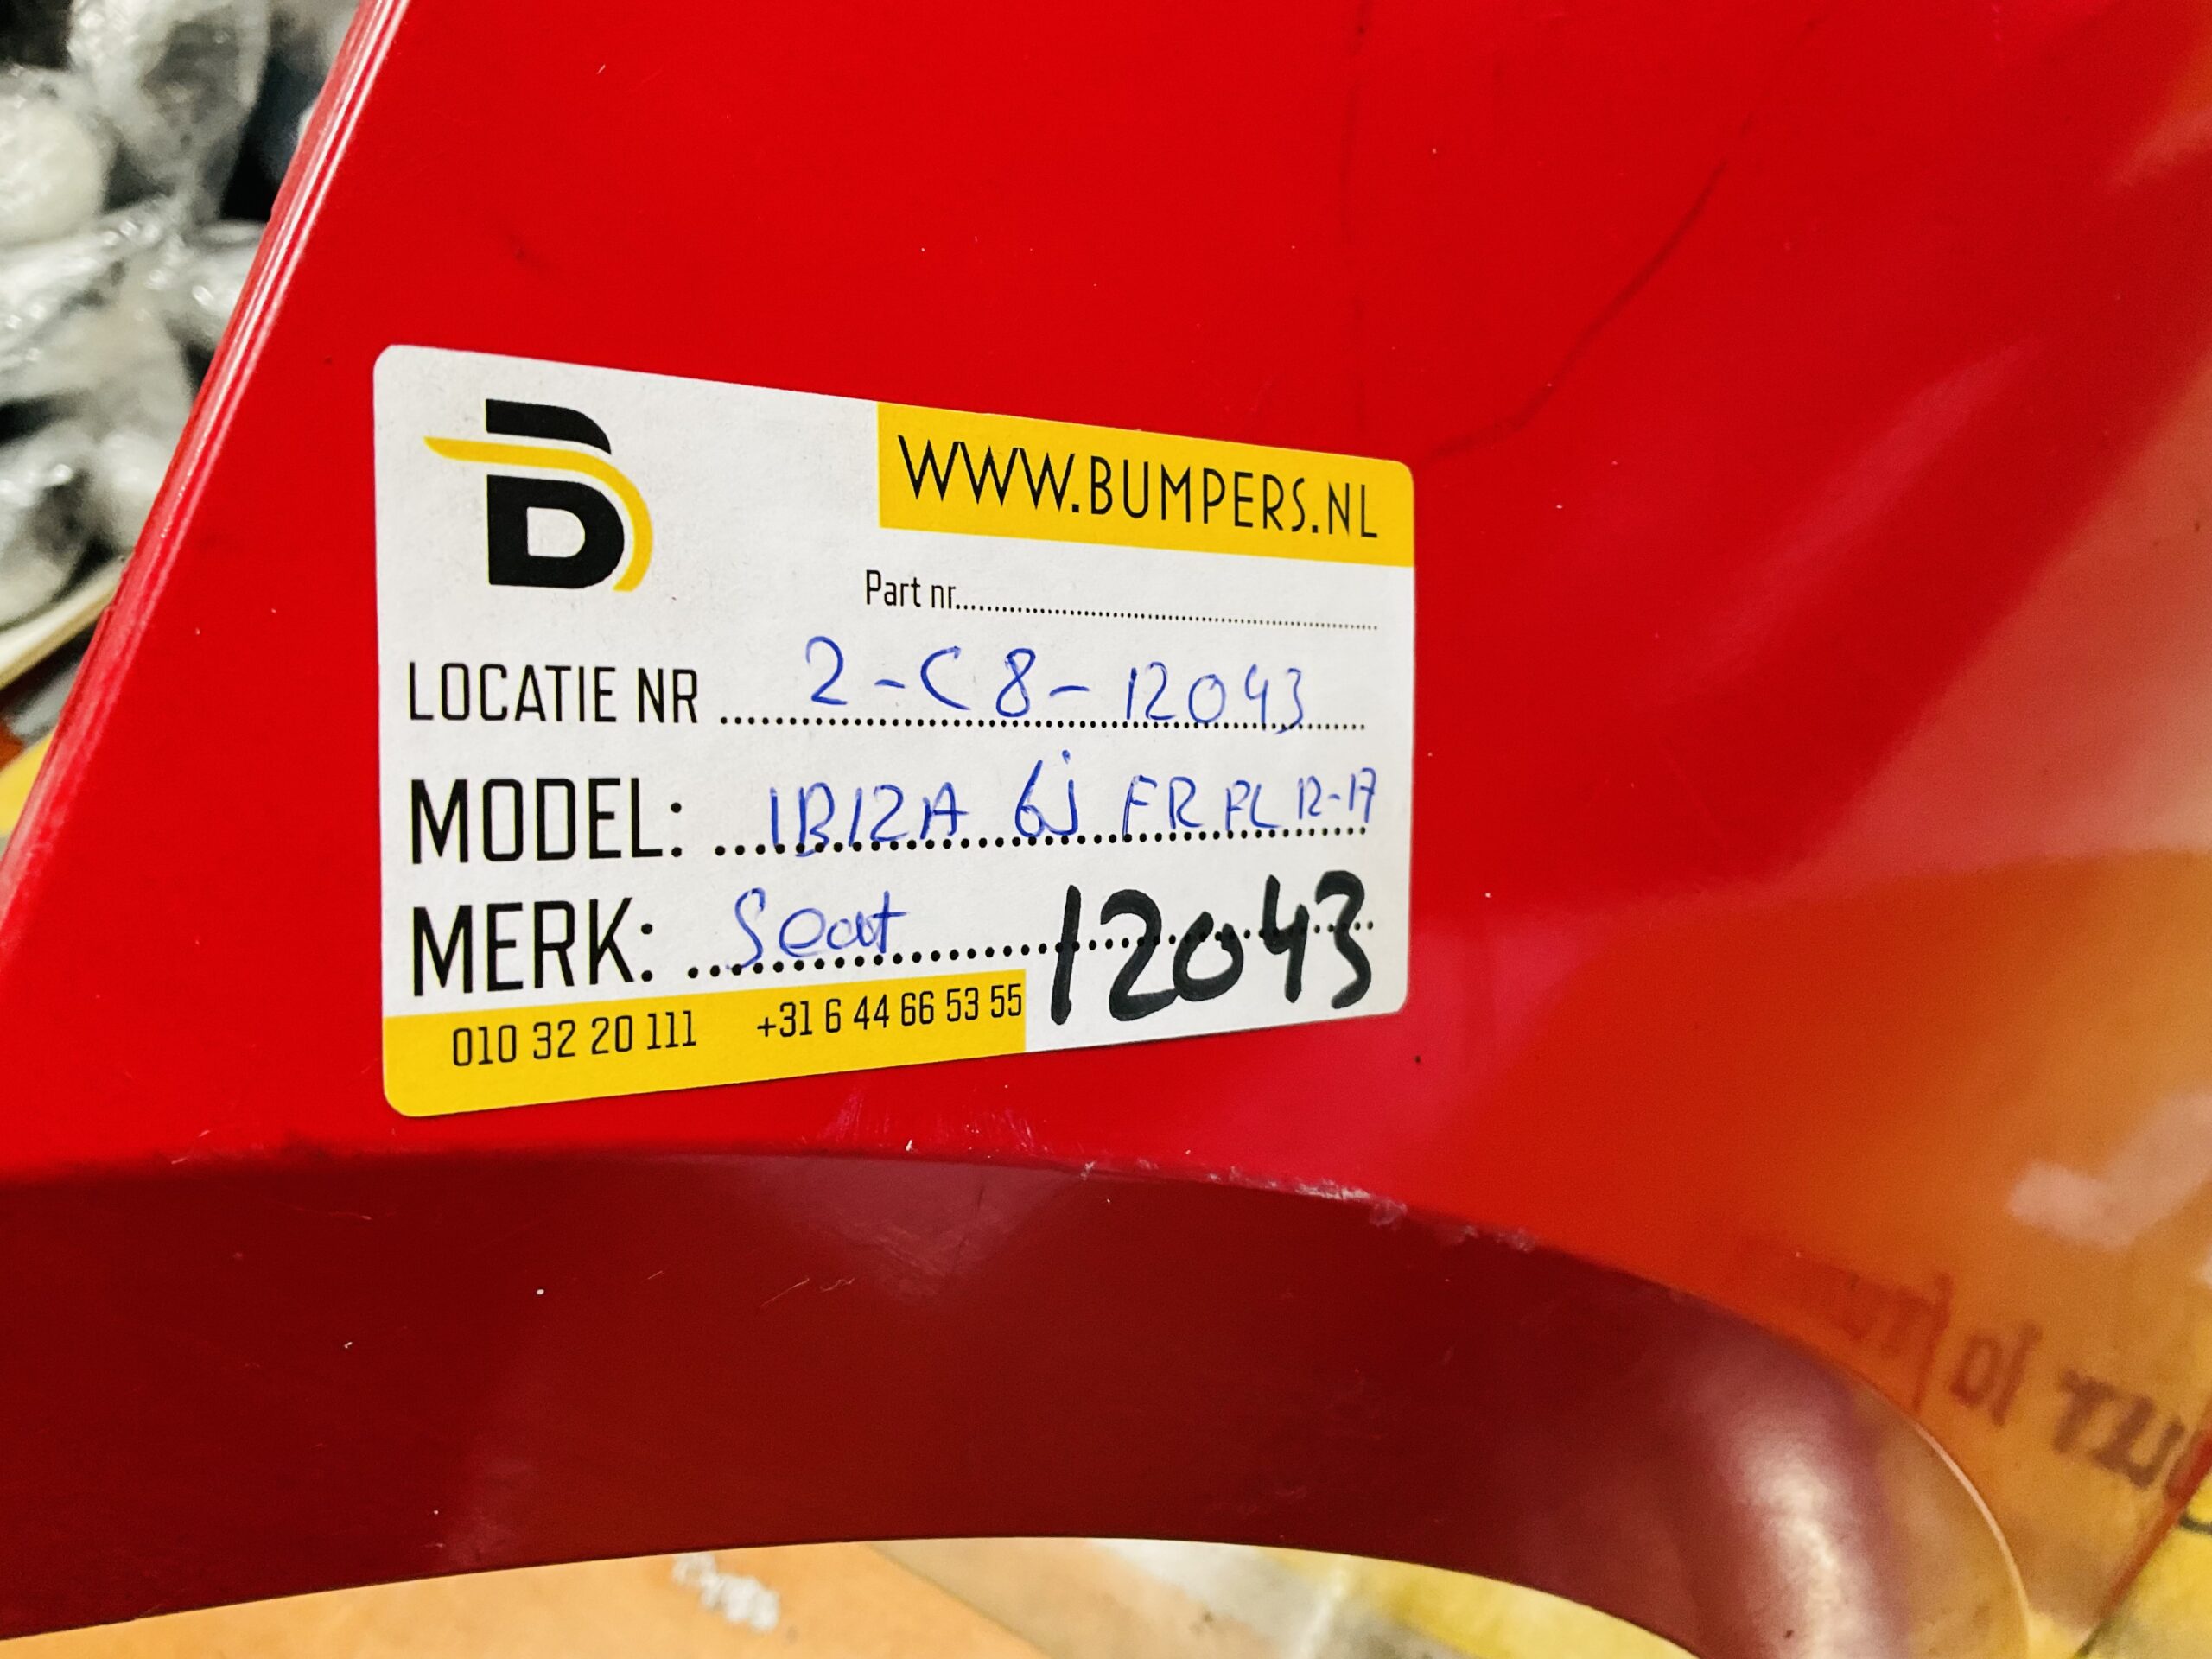 B
WWW.BUMPERS.NL
Part nr..........
LOCATIE NR .......... 2-C8-12043
MODEL: .......... IBIZA 6j FR FL 12-17
MERK: .......... Seat 12043
010 32 20 111 +31 6 44 66 53 55